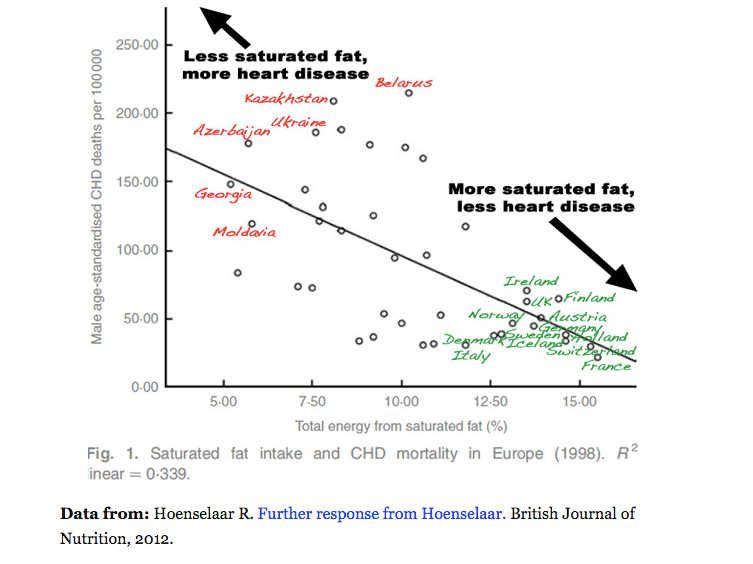 250·00
200·00
150·00
100·00
50·00
0·00
Male age-standardised CHD deaths per 100 000
Less saturated fat,
more heart disease
Belarus
Kazakhstan
Ukraine
Azerbaijan
Georgia
Moldavia
More saturated fat,
less heart disease
Ireland
UK Finland
Norway Austria
Germany
Denmark Sweden Holland
Iceland
Italy Switzerland
France
5·00 7·50 10·00 12·50 15·00
Total energy from saturated fat (%)
Fig. 1. Saturated fat intake and CHD mortality in Europe (1998). R²
inear = 0·339.
Data from: Hoenselaar R. Further response from Hoenselaar. British Journal of
Nutrition, 2012.